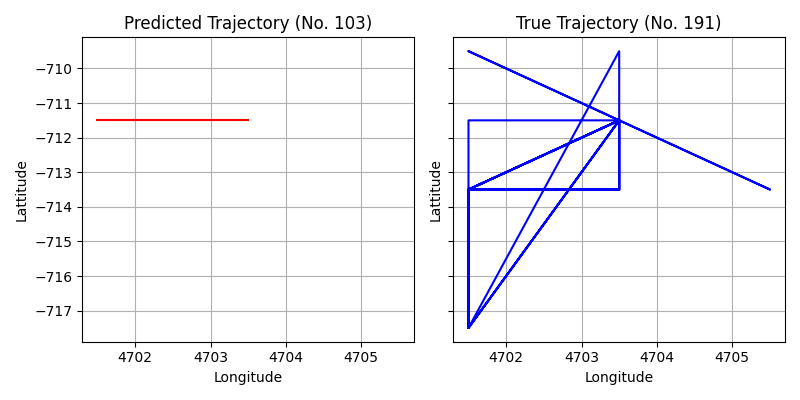 Predicted Trajectory (No. 103)
True Trajectory (No. 191)
Lattitude
−710
−711
−712
−713
−714
−715
−716
−717
4702
4703
4704
4705
Longitude
Lattitude
4702
4703
4704
4705
Longitude